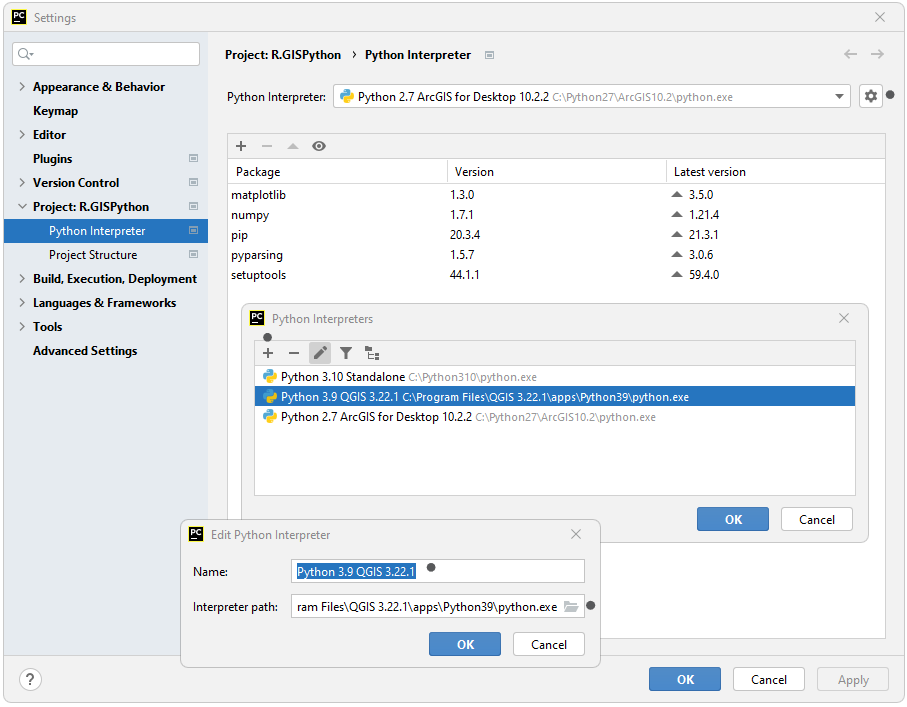 PC Settings
Appearance & Behavior
Keymap
Editor
Plugins
Version Control
Project: R.GISPython
Python Interpreter
Project Structure
Build, Execution, Deployment
Languages & Frameworks
Tools
Advanced Settings
Project: R.GISPython › Python Interpreter
Python Interpreter: Python 2.7 ArcGIS for Desktop 10.2.2 C:\Python27\ArcGIS10.2\python.exe
Package Version Latest version
matplotlib 1.3.0 3.5.0
numpy 1.7.1 1.21.4
pip 20.3.4 21.3.1
pyparsing 1.5.7 3.0.6
setuptools 44.1.1 59.4.0
PC Python Interpreters
Python 3.10 Standalone C:\Python310\python.exe
Python 3.9 QGIS 3.22.1 C:\Program Files\QGIS 3.22.1\apps\Python39\python.exe
Python 2.7 ArcGIS for Desktop 10.2.2 C:\Python27\ArcGIS10.2\python.exe
OK Cancel
PC Edit Python Interpreter
Name: Python 3.9 QGIS 3.22.1
Interpreter path: ram Files\QGIS 3.22.1\apps\Python39\python.exe
OK Cancel
? OK Cancel Apply